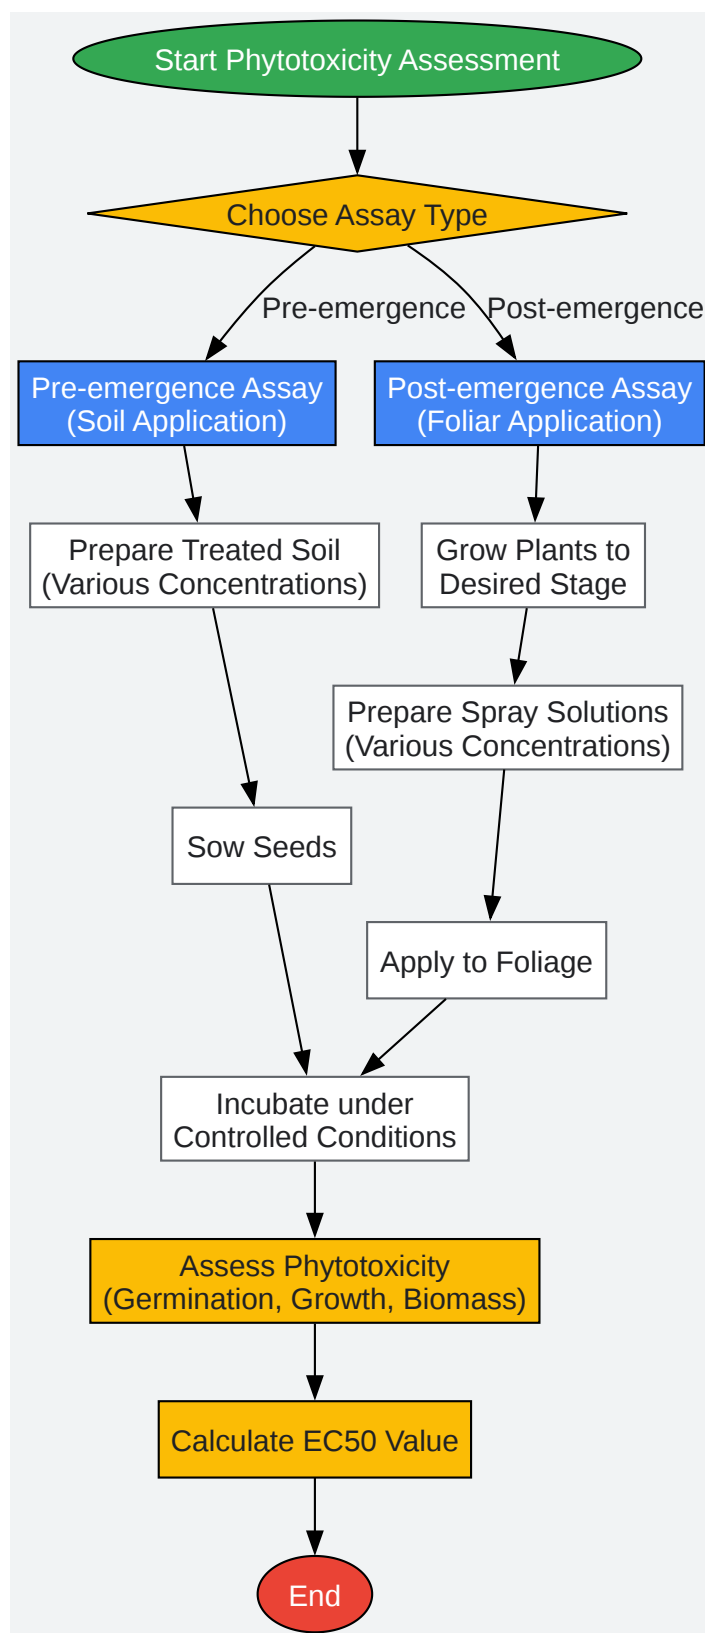 Start Phytotoxicity Assessment
Choose Assay Type
Pre-emergence
Post-emergence
Pre-emergence Assay
(Soil Application)
Post-emergence Assay
(Foliar Application)
Prepare Treated Soil
(Various Concentrations)
Grow Plants to
Desired Stage
Prepare Spray Solutions
(Various Concentrations)
Sow Seeds
Apply to Foliage
Incubate under
Controlled Conditions
Assess Phytotoxicity
(Germination, Growth, Biomass)
Calculate EC50 Value
End